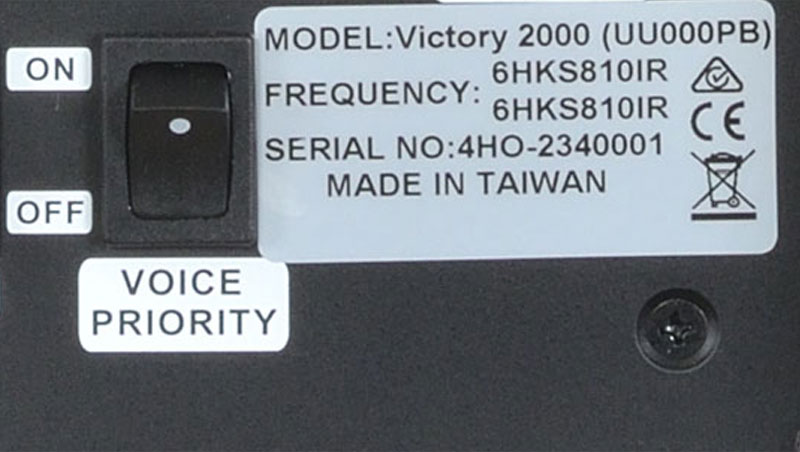 MODEL:Victory 2000 (UU000PB)
FREQUENCY: 6HKS810IR
6HKS810IR
SERIAL NO:4HO-2340001
MADE IN TAIWAN
CE
ON
OFF
VOICE
PRIORITY